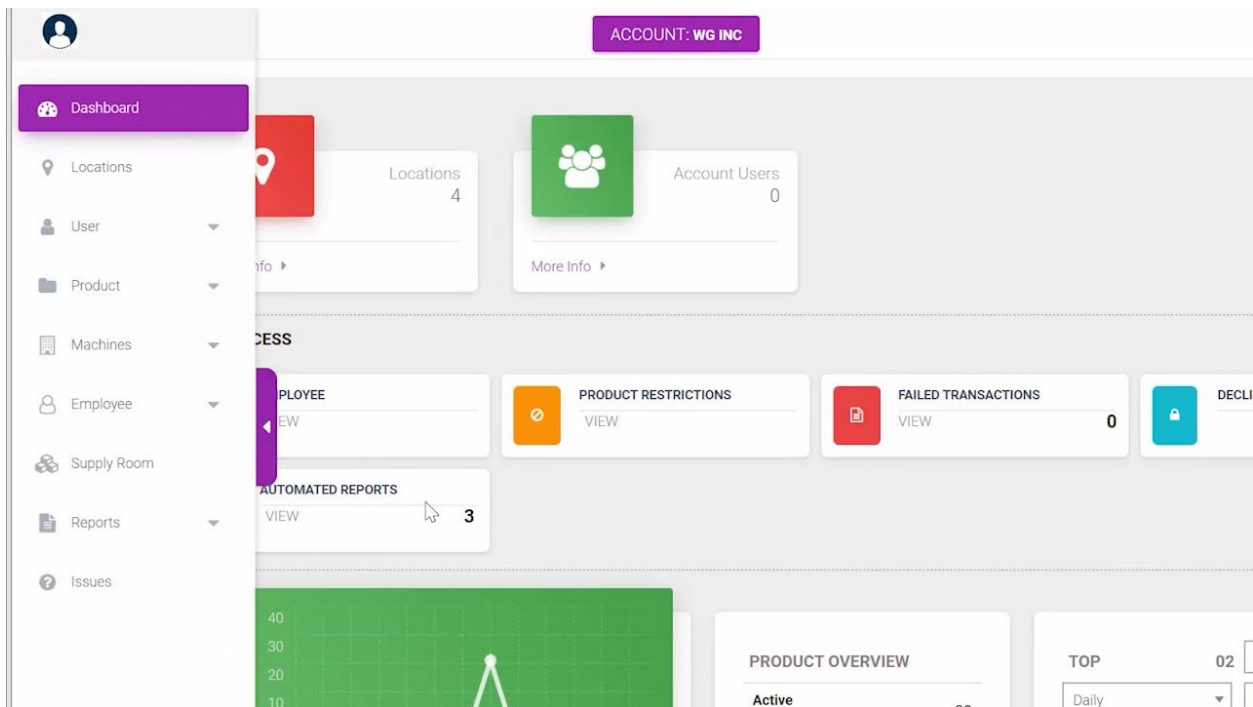 ACCOUNT: WG INC
Dashboard
Locations
User
Product
Machines
Employee
Supply Room
Reports
Issues
Locations
4
Account Users
0
nfo
More Info
CESS
PLOYEE
EW
PRODUCT RESTRICTIONS
VIEW
FAILED TRANSACTIONS
VIEW 0
DECLI
AUTOMATED REPORTS
VIEW 3
40
30
20
10
PRODUCT OVERVIEW
Active
TOP 02
Daily